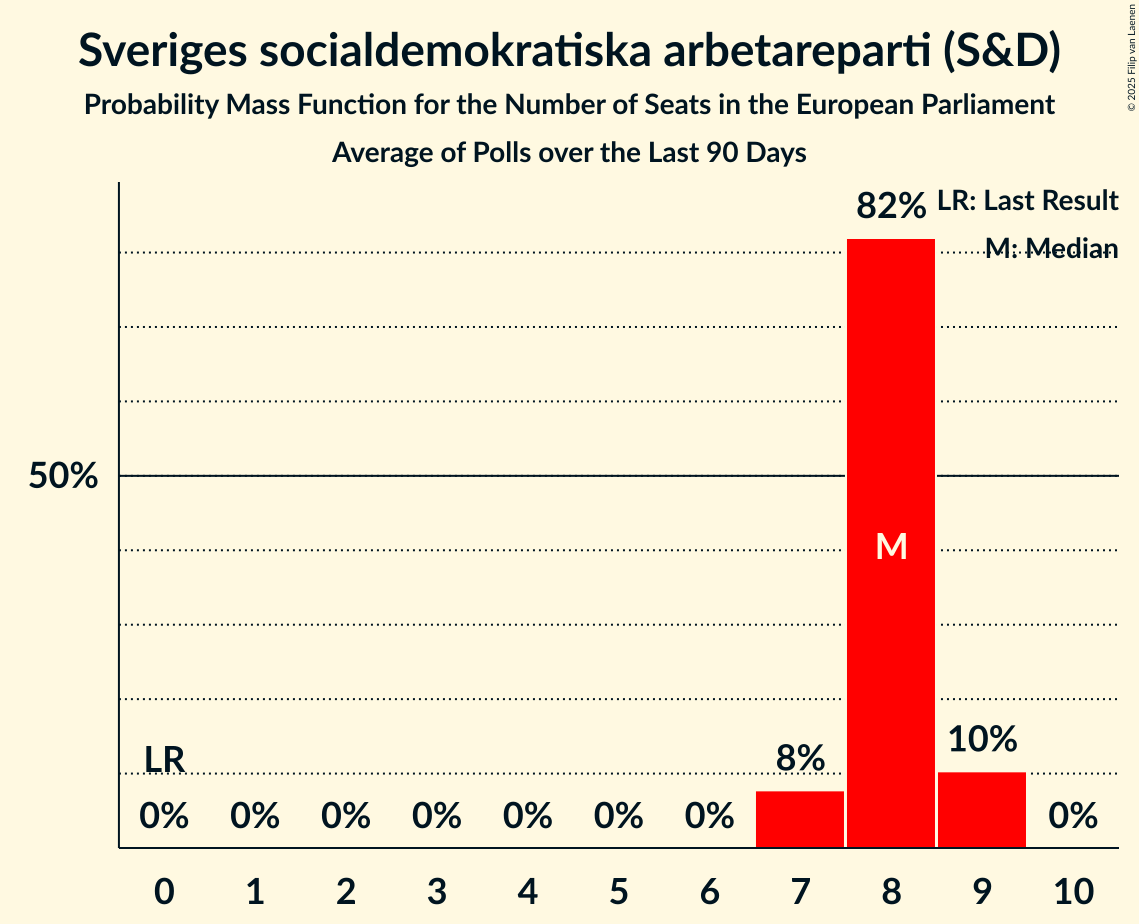 Sveriges socialdemokratiska arbetareparti (S&D)
Probability Mass Function for the Number of Seats in the European Parliament
Average of Polls over the Last 90 Days
© 2025 Filip van Laenen
82%
LR: Last Result
M: Median
50%
M
LR
8%
10%
0% 0% 0% 0% 0% 0% 0% 0%
0 1 2 3 4 5 6 7 8 9 10